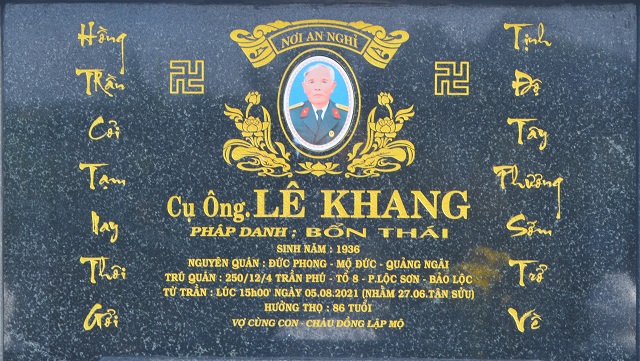 NƠI AN NGHỈ
Hồng
Trần
Cõi
Tạm
Nay
Thôi
Gởi
Tịnh
Độ
Tây
Phương
Sớm
Trở
Về
Cụ Ông. LÊ KHANG
PHÁP DANH : BỔN THÁI
SINH NĂM : 1936
NGUYÊN QUÁN : ĐỨC PHONG - MỘ ĐỨC - QUẢNG NGÃI
TRÚ QUÁN : 250/12/4 TRẦN PHÚ - TỔ 8 - P.LỘC SƠN - BẢO LỘC
TỪ TRẦN : LÚC 15h00' NGÀY 05.08.2021 (NHẰM 27.06.TÂN SỬU)
HƯỞNG THỌ : 86 TUỔI
VỢ CÙNG CON - CHÁU ĐỒNG LẬP MỘ